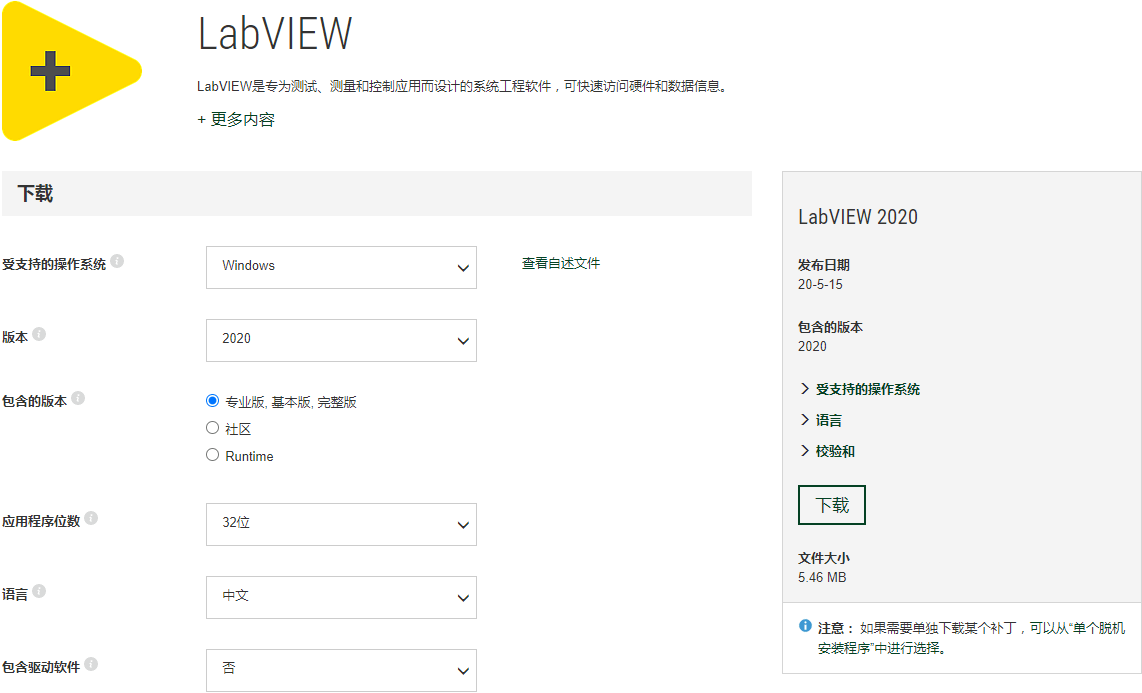 LabVIEW
LabVIEW是专为测试、测量和控制应用而设计的系统工程软件，可快速访问硬件和数据信息。
+ 更多内容
下载
受支持的操作系统
Windows
查看自述文件
版本
2020
包含的版本
专业版, 基本版, 完整版
社区
Runtime
应用程序位数
32位
语言
中文
包含驱动软件
否
LabVIEW 2020
发布日期
20-5-15
包含的版本
2020
受支持的操作系统
语言
校验和
下载
文件大小
5.46 MB
注意： 如果需要单独下载某个补丁，可以从“单个脱机
安装程序”中进行选择。